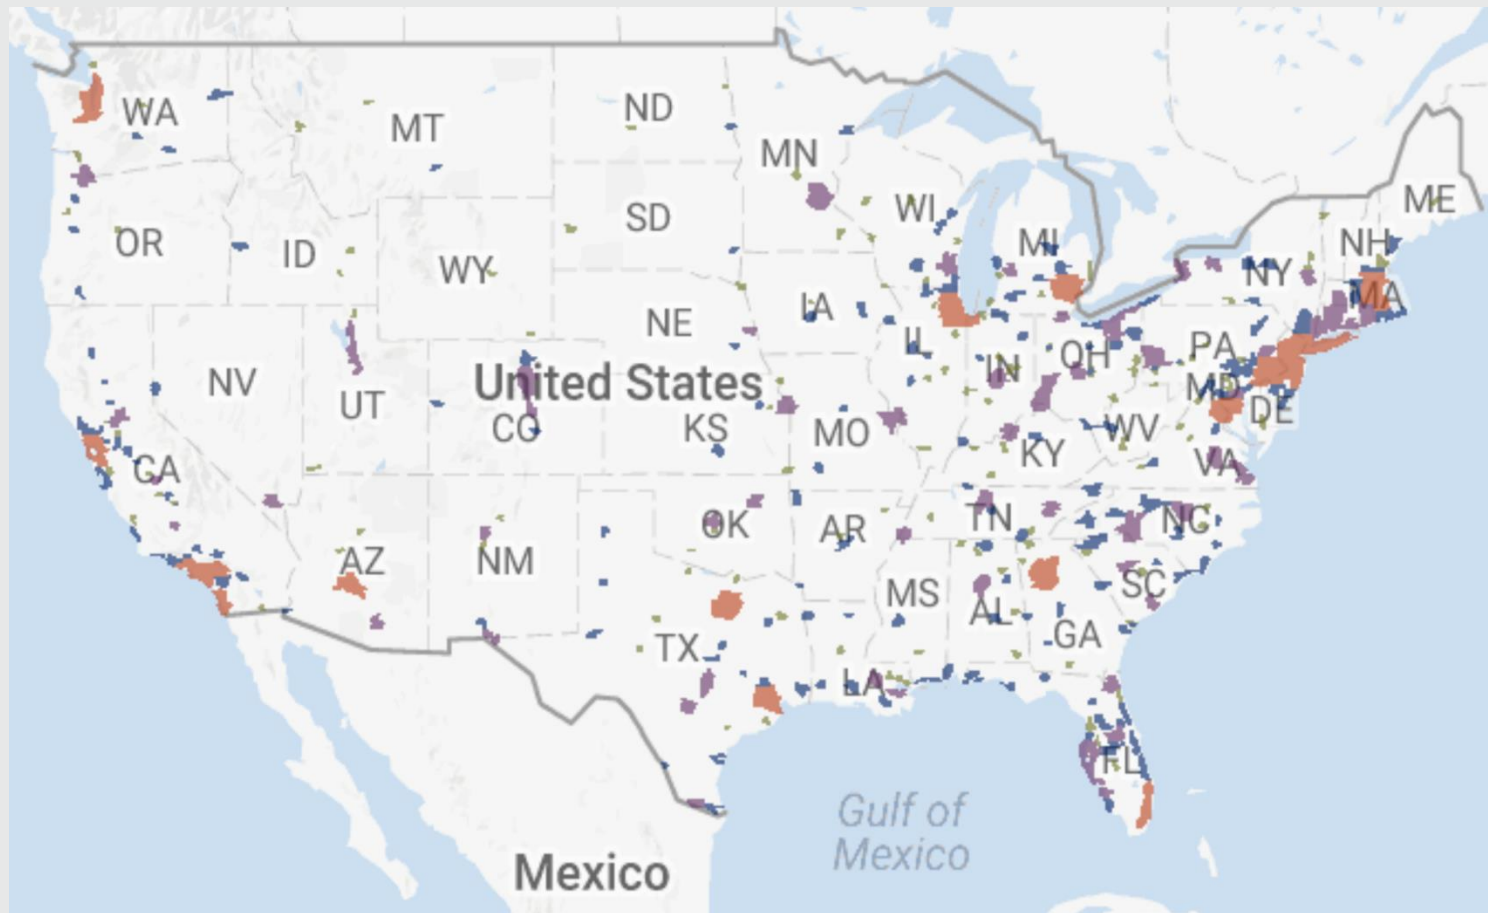 WA
MT
ND
MN
WI
MI
ME
NH
NY
MA
OR
ID
WY
SD
IA
NE
IL
IN
OH
PA
MD
DE
NV
UT
United States
CO
KS
MO
KY
WV
VA
CA
AZ
NM
OK
AR
TN
NC
MS
AL
GA
SC
TX
LA
FL
Gulf of
Mexico
Mexico